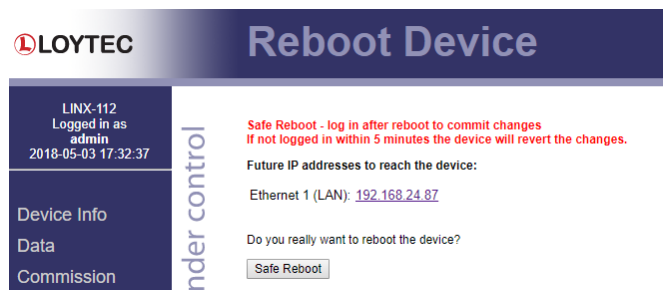 LOYTEC
Reboot Device
LINX-112
Logged in as
admin
2018-05-03 17:32:37
Device Info
Data
Commission
nder control
Safe Reboot - log in after reboot to commit changes
If not logged in within 5 minutes the device will revert the changes.
Future IP addresses to reach the device:
Ethernet 1 (LAN): 192.168.24.87
Do you really want to reboot the device?
Safe Reboot